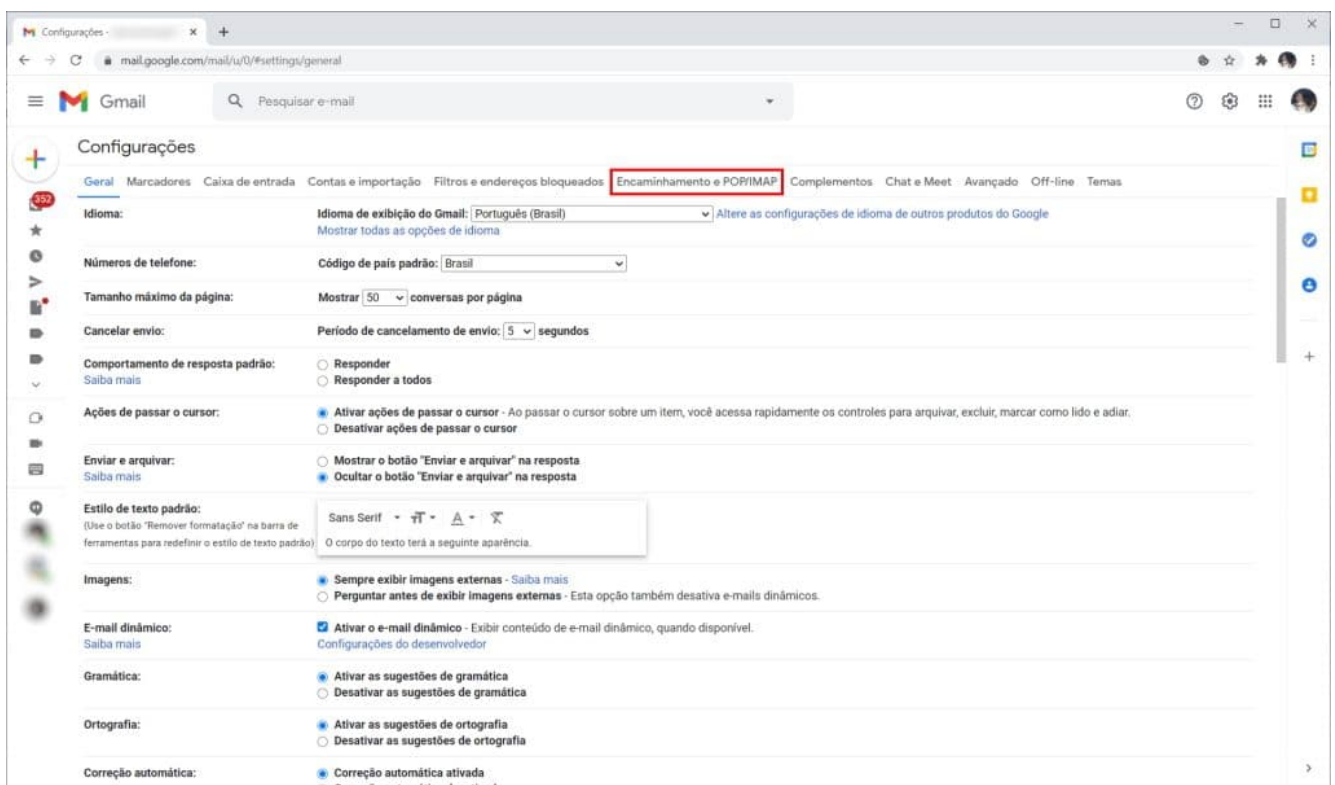 Configurações -
mail.google.com/mail/u/0/#settings/general
Gmail
Pesquisar e-mail
Configurações
Geral Marcadores Caixa de entrada Contas e importação Filtros e endereços bloqueados Encaminhamento e POP/IMAP Complementos Chat e Meet Avançado Off-line Temas
352
Idioma: Idioma de exibição do Gmail: Português (Brasil) Altere as configurações de idioma de outros produtos do Google
Mostrar todas as opções de idioma
Números de telefone: Código de país padrão: Brasil
Tamanho máximo da página: Mostrar 50 conversas por página
Cancelar envio: Período de cancelamento de envio: 5 segundos
Comportamento de resposta padrão: Responder
Saiba mais Responder a todos
Ações de passar o cursor: Ativar ações de passar o cursor - Ao passar o cursor sobre um item, você acessa rapidamente os controles para arquivar, excluir, marcar como lido e adiar.
Desativar ações de passar o cursor
Enviar e arquivar: Mostrar o botão "Enviar e arquivar" na resposta
Saiba mais Ocultar o botão "Enviar e arquivar" na resposta
Estilo de texto padrão:
(Use o botão "Remover formatação" na barra de
ferramentas para redefinir o estilo de texto padrão)
Sans Serif
O corpo do texto terá a seguinte aparência.
Imagens: Sempre exibir imagens externas - Saiba mais
Perguntar antes de exibir imagens externas - Esta opção também desativa e-mails dinâmicos.
E-mail dinâmico: Ativar o e-mail dinâmico - Exibir conteúdo de e-mail dinâmico, quando disponível.
Saiba mais Configurações do desenvolvedor
Gramática: Ativar as sugestões de gramática
Desativar as sugestões de gramática
Ortografia: Ativar as sugestões de ortografia
Desativar as sugestões de ortografia
Correção automática: Correção automática ativada